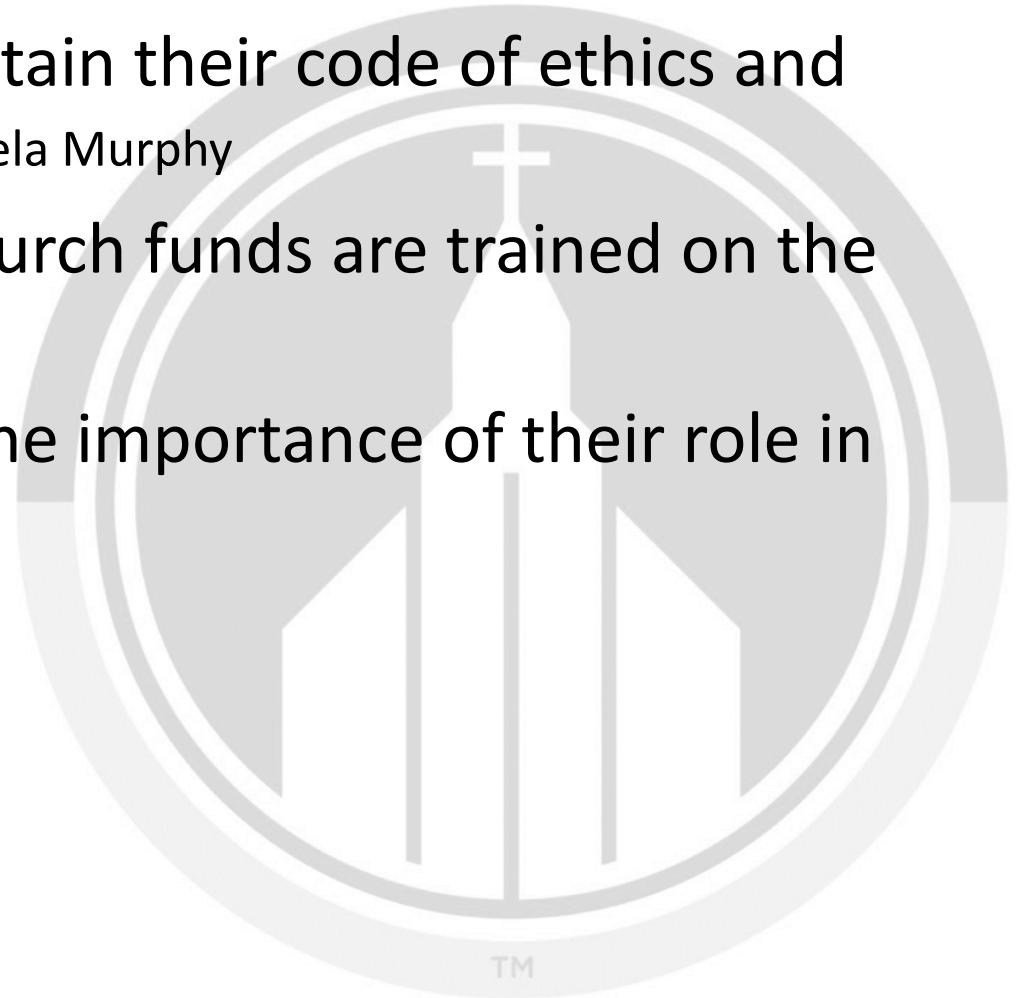 tain their code of ethics and
ela Murphy
urch funds are trained on the
he importance of their role in
TM